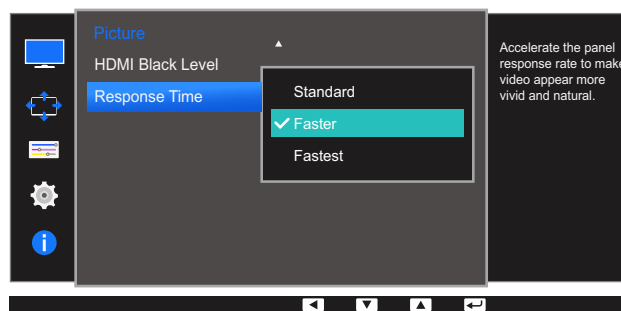 Picture
HDMI Black Level
Response Time
Standard
Faster
Fastest
Accelerate the panel
response rate to make
video appear more
vivid and natural.